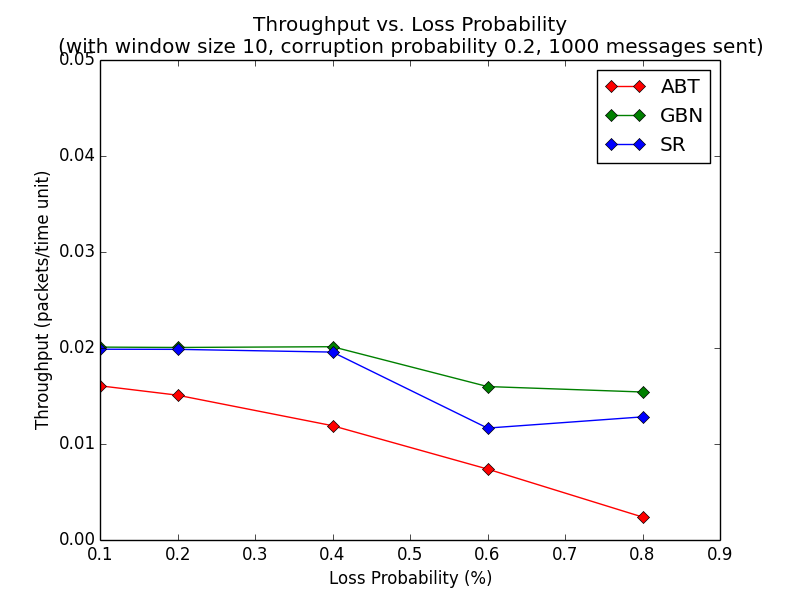 Throughput vs. Loss Probability
(with window size 10, corruption probability 0.2, 1000 messages sent)
ABT
GBN
SR
Throughput (packets/time unit)
0.05
0.04
0.03
0.02
0.01
0.00
0.1 0.2 0.3 0.4 0.5 0.6 0.7 0.8 0.9
Loss Probability (%)